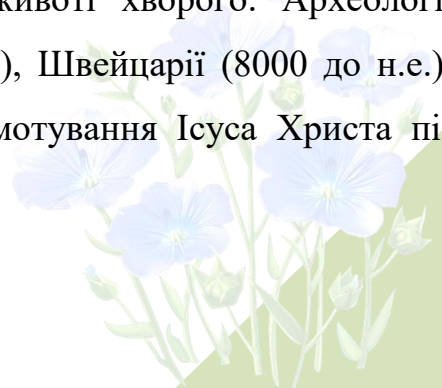 животі хворого. Археологі
), Швейцарії (8000 до н.е.)
мотування Ісуса Христа пі